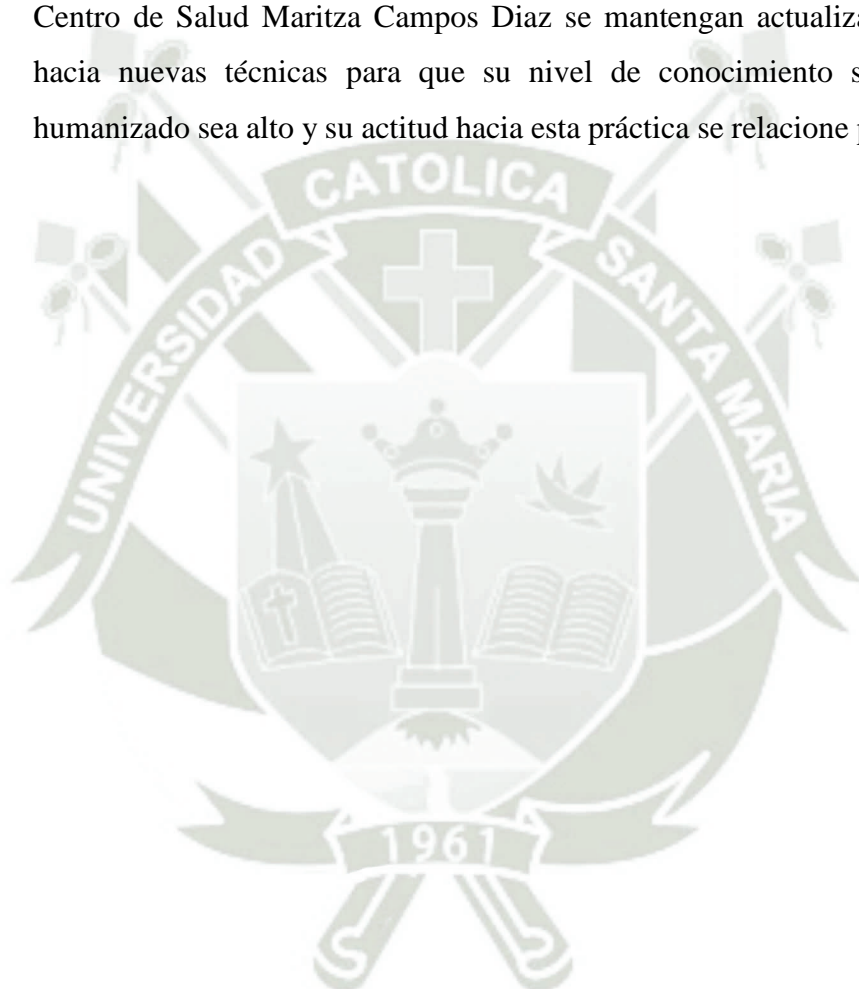 Centro de Salud Maritza Campos Diaz se mantengan actualiza
hacia nuevas técnicas para que su nivel de conocimiento s
humanizado sea alto y su actitud hacia esta práctica se relacione p
UNIVERSIDAD CATOLICA SANTA MARIA
1961